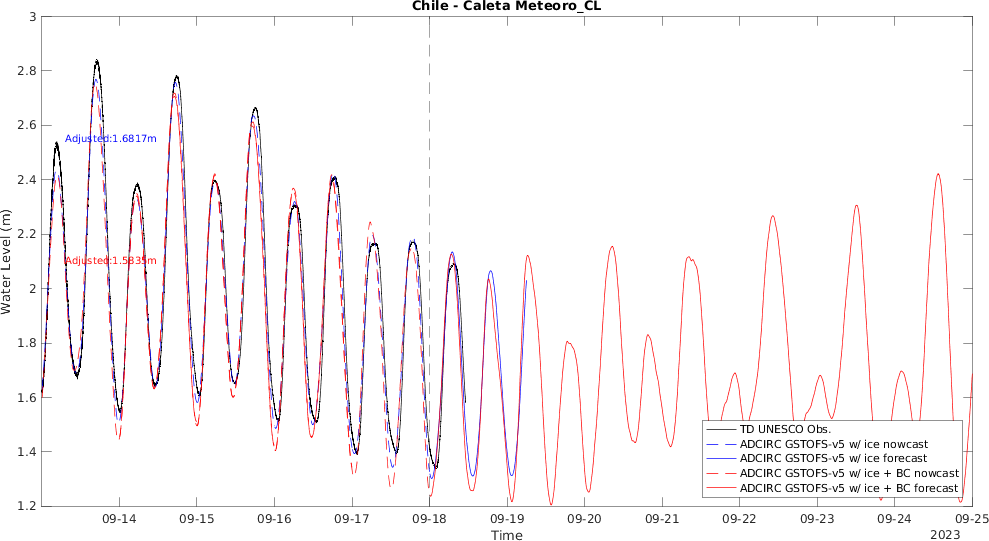 Chile - Caleta Meteoro_CL
3
2.8
2.6
2.4
2.2
2
1.8
1.6
1.4
1.2
Water Level (m)
Adjusted:1.6817m
Adjusted:1.5835m
TD UNESCO Obs.
ADCIRC GSTOFS-v5 w/ ice nowcast
ADCIRC GSTOFS-v5 w/ ice forecast
ADCIRC GSTOFS-v5 w/ ice + BC nowcast
ADCIRC GSTOFS-v5 w/ ice + BC forecast
09-14 09-15 09-16 09-17 09-18 09-19 09-20 09-21 09-22 09-23 09-24 09-25
Time
2023